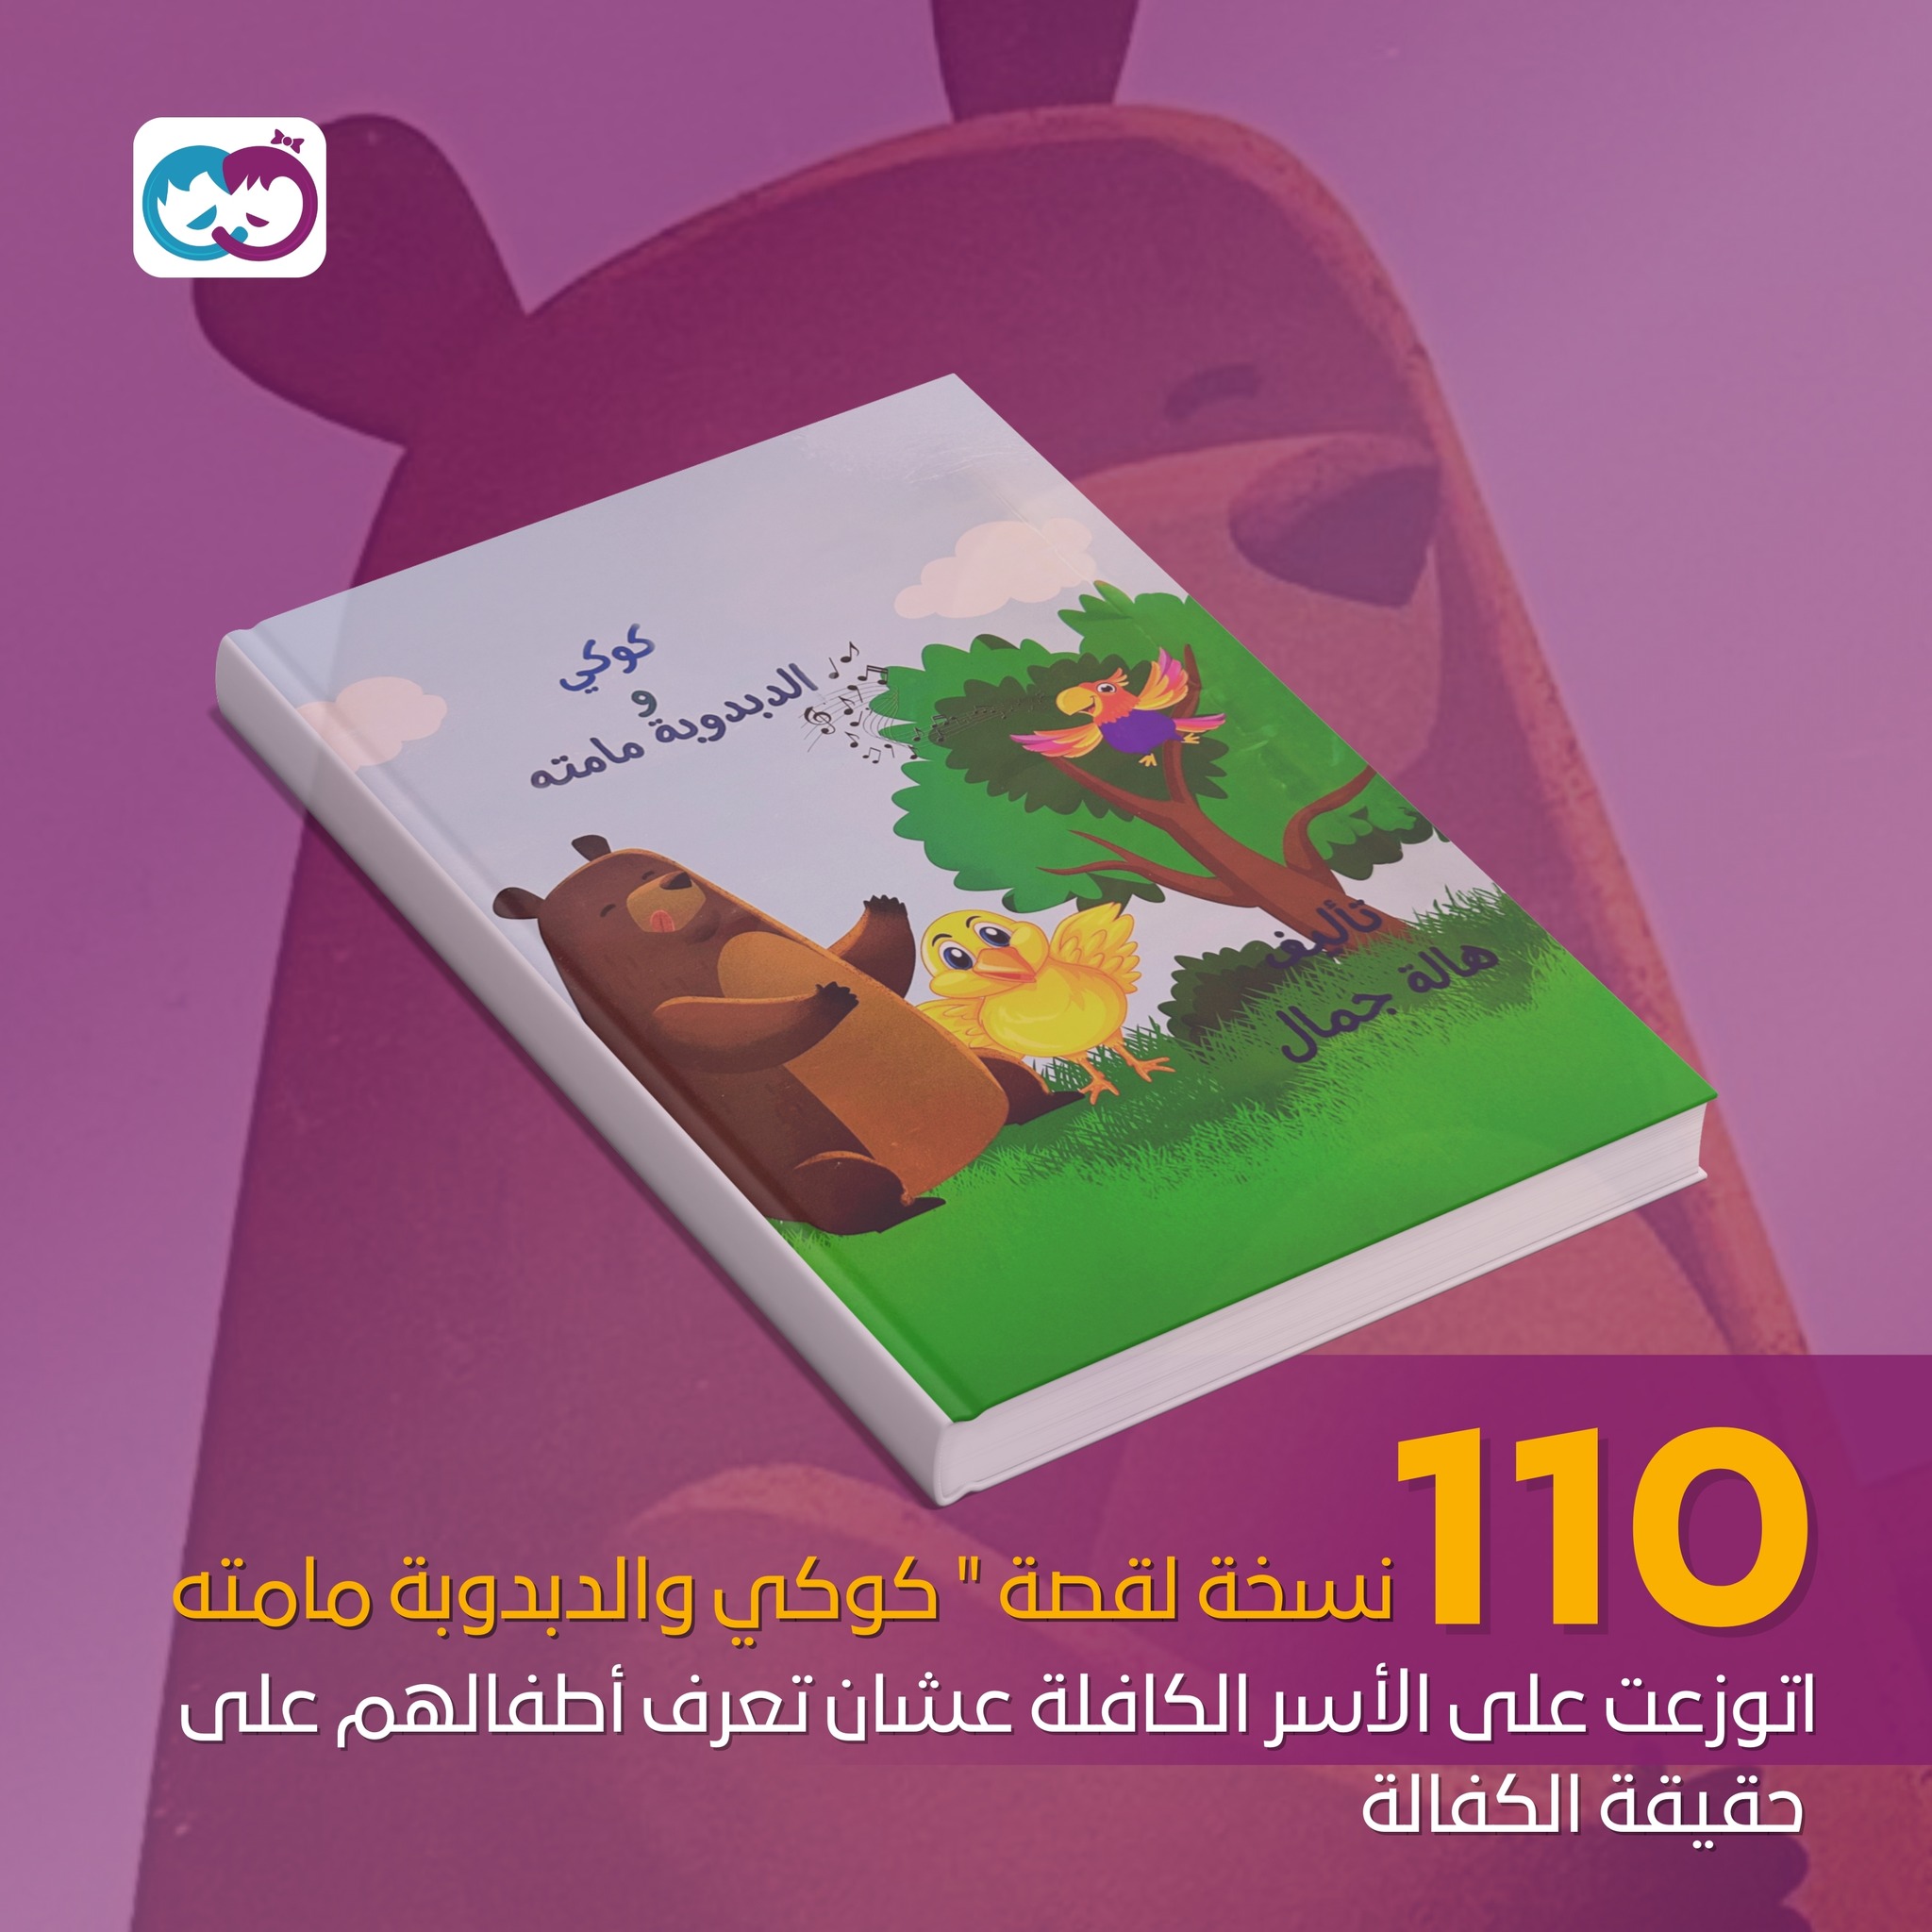 كوكي
و
الدبدوبة مامته
تأليف
هالة جمال
110 نسخة لقصة " كوكي والدبدوبة مامته
اتوزعت على الأسر الكافلة عشان تعرف أطفالهم على
حقيقة الكفالة